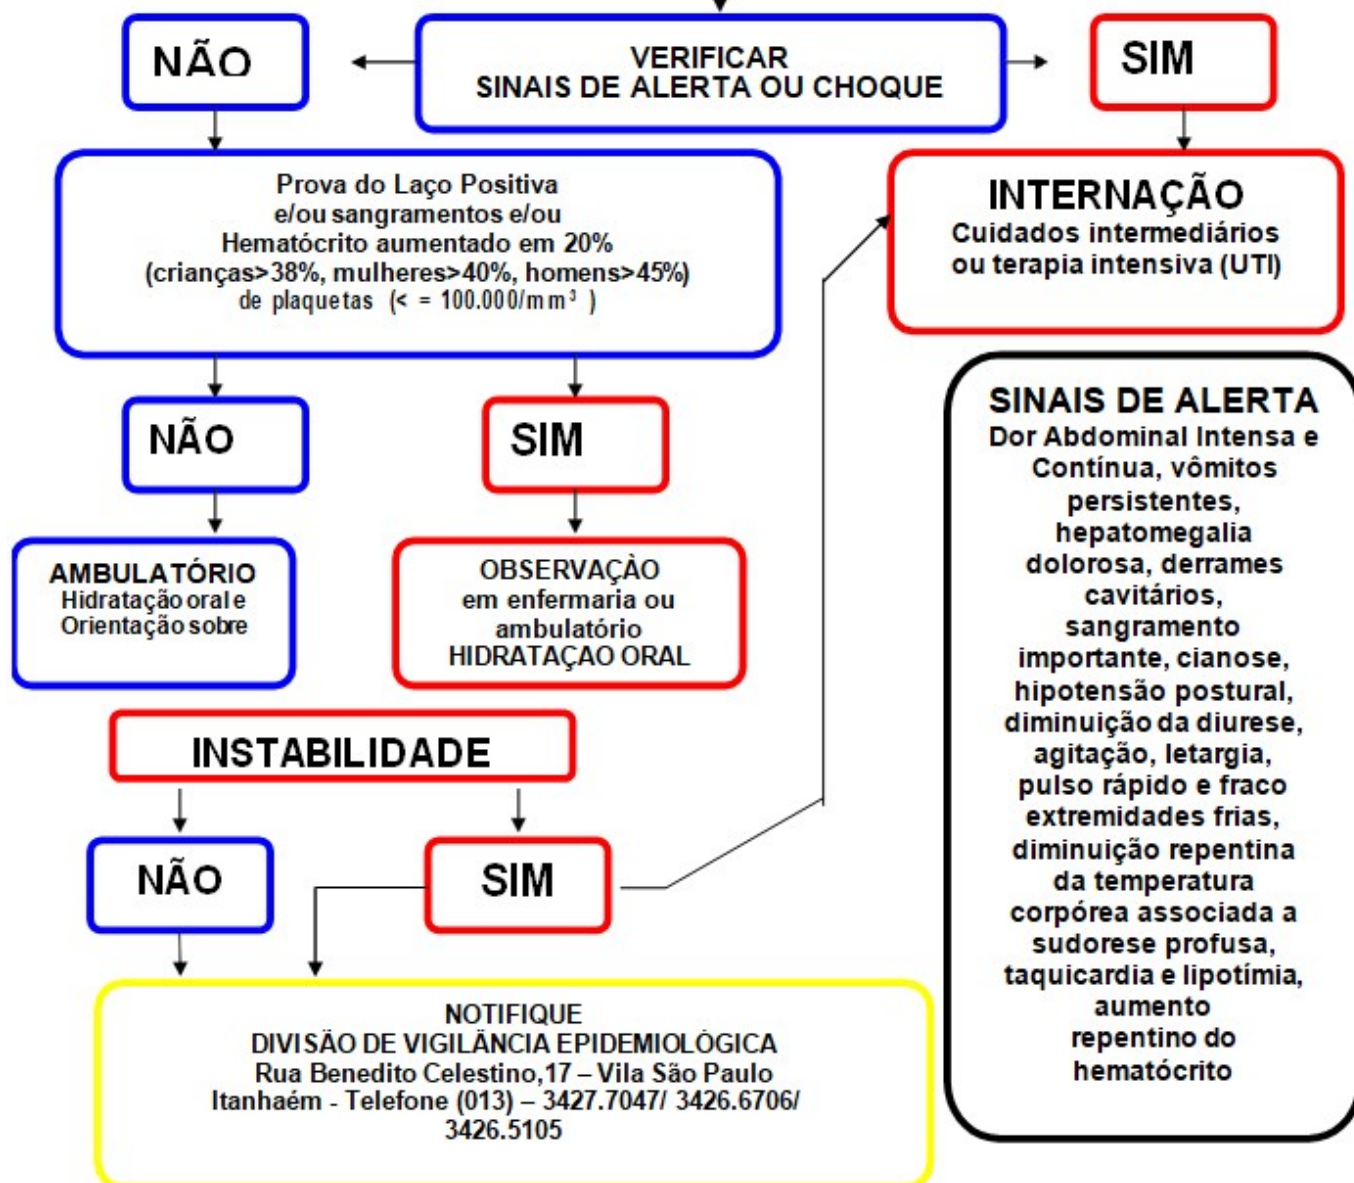 NÃO
VERIFICAR
SINAIS DE ALERTA OU CHOQUE
SIM
Prova do Laço Positiva
e/ou sangramentos e/ou
Hematócrito aumentado em 20%
(crianças>38%, mulheres>40%, homens>45%)
de plaquetas (< = 100.000/mm³ )
INTERNAÇÃO
Cuidados intermediários
ou terapia intensiva (UTI)
NÃO
SIM
AMBULATÓRIO
Hidratação oral e
Orientação sobre
OBSERVAÇÀO
em enfermaria ou
ambulatório
HIDRATAÇAO ORAL
SINAIS DE ALERTA
Dor Abdominal Intensa e
Contínua, vômitos
persistentes,
hepatomegalia
dolorosa, derrames
cavitários,
sangramento
importante, cianose,
hipotensão postural,
diminuição da diurese,
agitação, letargia,
pulso rápido e fraco
extremidades frias,
diminuição repentina
da temperatura
corpórea associada a
sudorese profusa,
taquicardia e lipotímia,
aumento
repentino do
hematócrito
INSTABILIDADE
NÃO
SIM
NOTIFIQUE
DIVISÃO DE VIGILÂNCIA EPIDEMIOLÓGICA
Rua Benedito Celestino,17 – Vila São Paulo
Itanhaém - Telefone (013) – 3427.7047/ 3426.6706/
3426.5105